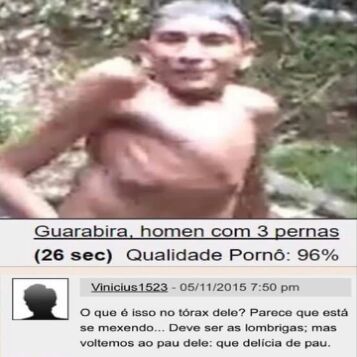 Guarabira, homen com 3 pernas
(26 sec) Qualidade Pornô: 96%
Vinicius1523 - 05/11/2015 7:50 pm
O que é isso no tórax dele? Parece que está
se mexendo... Deve ser as lombrigas; mas
voltemos ao pau dele: que delícia de pau.